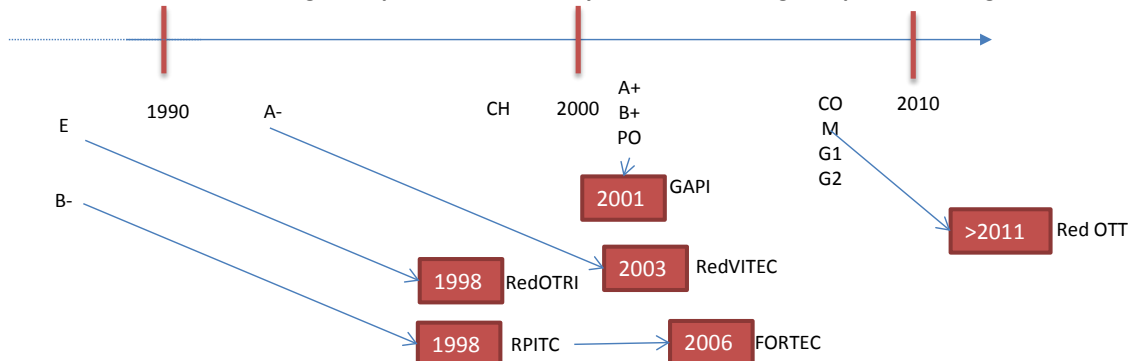 1990
2000
2010
E
A-
CH
A+
B+
PO
CO
M
G1
G2
B-
2001 GAPI
>2011 Red OTT
1998 RedOTRI
2003 RedVITEC
1998 RPITC
2006 FORTEC